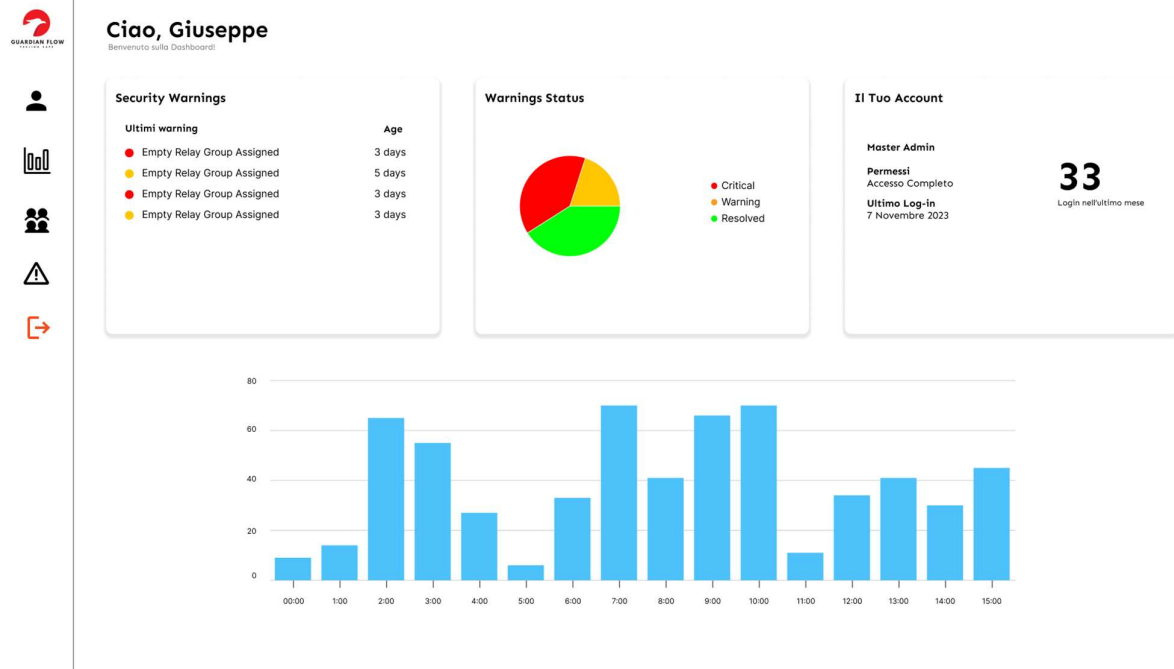 GUARDIAN FLOW
Ciao, Giuseppe
Benvenuto sulla Dashboard!
Security Warnings
Ultimi warning Age
Empty Relay Group Assigned 3 days
Empty Relay Group Assigned 5 days
Empty Relay Group Assigned 3 days
Empty Relay Group Assigned 3 days
Warnings Status
Critical
Warning
Resolved
Il Tuo Account
Master Admin
Permessi
Accesso Completo
Ultimo Log-in
7 Novembre 2023
33
Login nell'ultimo mese
80
60
40
20
0
00:00 1:00 2:00 3:00 4:00 5:00 6:00 7:00 8:00 9:00 10:00 11:00 12:00 13:00 14:00 15:00